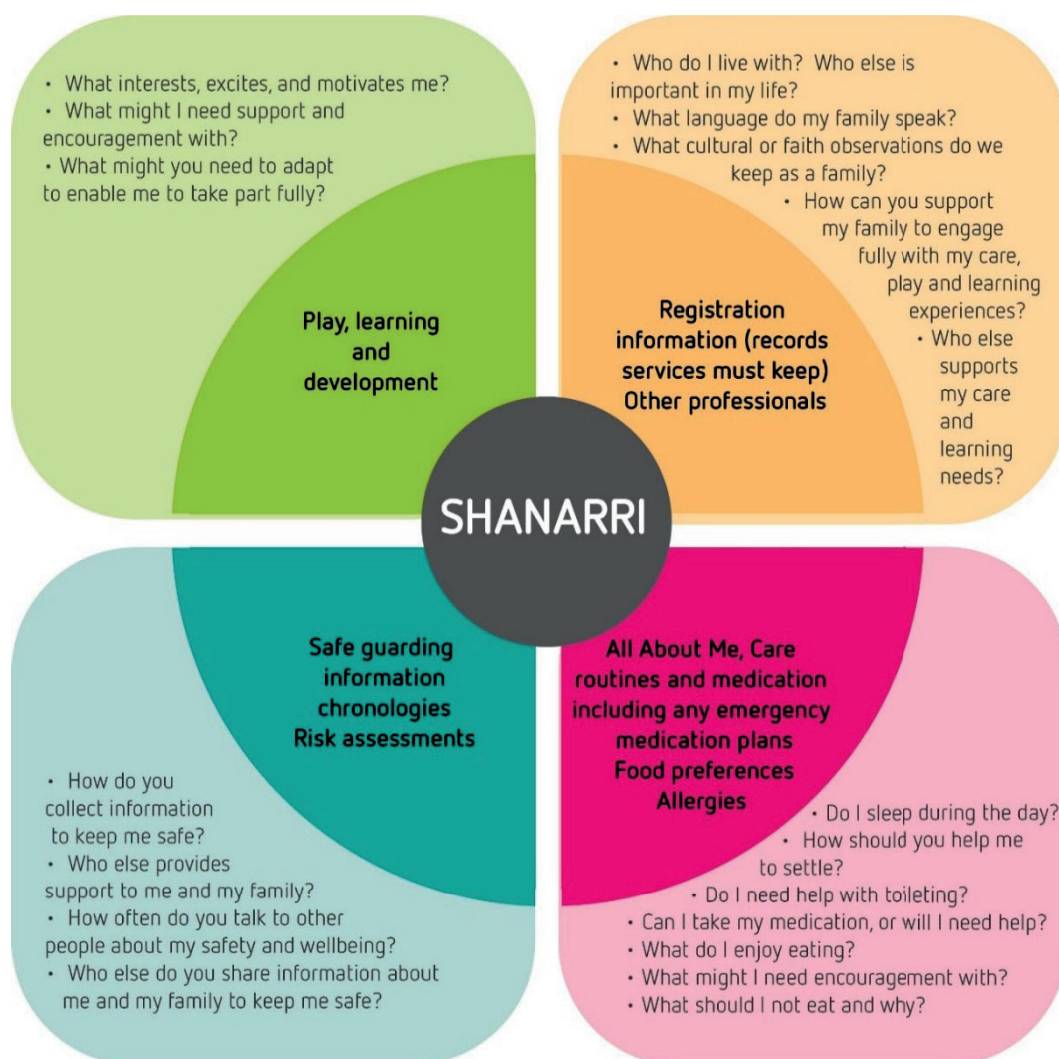 • What interests, excites, and motivates me?
• What might I need support and
encouragement with?
• What might you need to adapt
to enable me to take part fully?
Play, learning
and
development
• Who do I live with? Who else is
important in my life?
• What language do my family speak?
• What cultural or faith observations do we
keep as a family?
• How can you support
my family to engage
fully with my care,
play and learning
experiences?
• Who else
supports
my care
and
learning
needs?
Registration
information (records
services must keep)
Other professionals
SHANARRI
Safe guarding
information
chronologies
Risk assessments
• How do you
collect information
to keep me safe?
• Who else provides
support to me and my family?
• How often do you talk to other
people about my safety and wellbeing?
• Who else do you share information about
me and my family to keep me safe?
All About Me, Care
routines and medication
including any emergency
medication plans
Food preferences
Allergies
• Do I sleep during the day?
• How should you help me
to settle?
• Do I need help with toileting?
• Can I take my medication, or will I need help?
• What do I enjoy eating?
• What might I need encouragement with?
• What should I not eat and why?